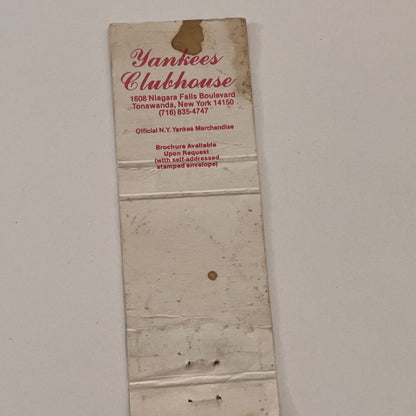 Yankees
Clubhouse
1608 Niagara Falls Boulevard
Tonawanda, New York 14150
(716) 835-4747
Official N.Y. Yankee Merchandise
Brochure Available
Upon Request
(with self-addressed
stamped envelope)